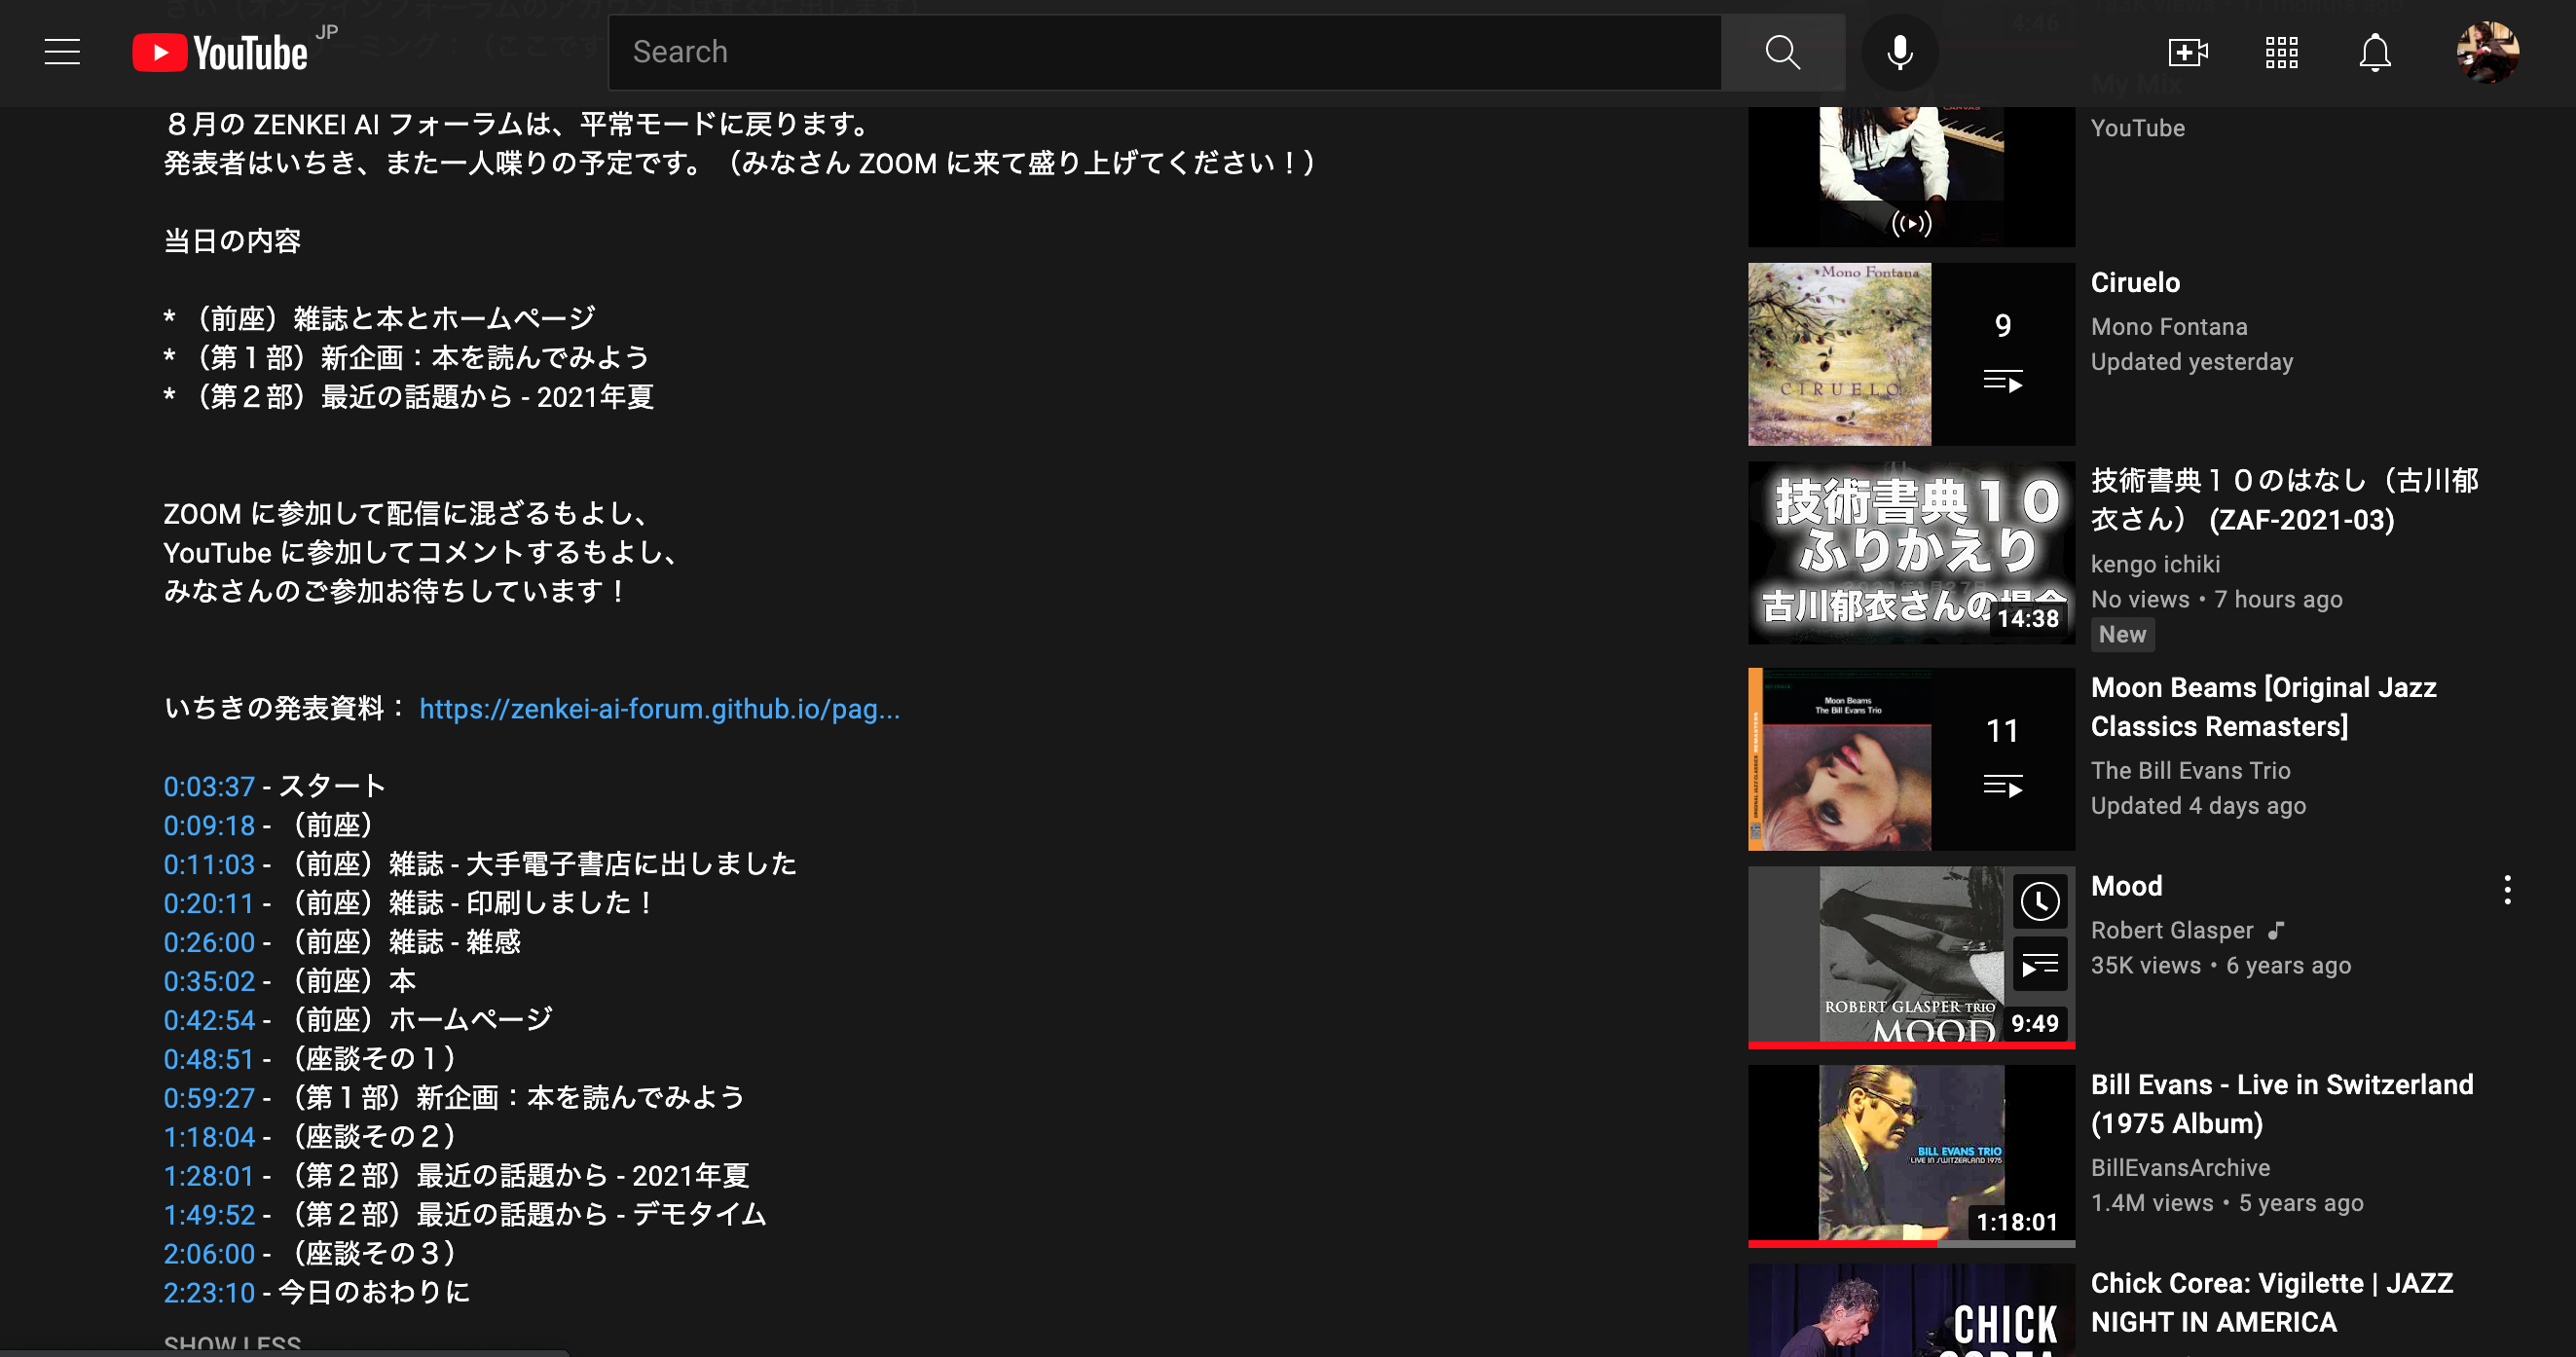 YouTube
JP
Search
８月の ZENKEI AI フォーラムは、平常モードに戻ります。
発表者はいちき、また一人喋りの予定です。（みなさん ZOOM に来て盛り上げてください！）
当日の内容
* （前座）雑誌と本とホームページ
* （第１部）新企画：本を読んでみよう
* （第２部）最近の話題から - 2021年夏
ZOOM に参加して配信に混ざるもよし、
YouTube に参加してコメントするもよし、
みなさんのご参加お待ちしています！
いちきの発表資料： https://zenkei-ai-forum.github.io/pag...
0:03:37 - スタート
0:09:18 - （前座）
0:11:03 - （前座）雑誌 - 大手電子書店に出しました
0:20:11 - （前座）雑誌 - 印刷しました！
0:26:00 - （前座）雑誌 - 雑感
0:35:02 - （前座）本
0:42:54 - （前座）ホームページ
0:48:51 - （座談その１）
0:59:27 - （第１部）新企画：本を読んでみよう
1:18:04 - （座談その２）
1:28:01 - （第２部）最近の話題から - 2021年夏
1:49:52 - （第２部）最近の話題から - デモタイム
2:06:00 - （座談その３）
2:23:10 - 今日のおわりに
SHOW LESS
My Mix
YouTube
CANVAS
Mono Fontana
CIRUELO
9
Ciruelo
Mono Fontana
Updated yesterday
技術書典１０
ふりかえり
古川郁衣さんの場合
14:38
技術書典１０のはなし（古川郁
衣さん） (ZAF-2021-03)
kengo ichiki
No views • 7 hours ago
New
Moon Beams
The Bill Evans Trio
11
Moon Beams [Original Jazz
Classics Remasters]
The Bill Evans Trio
Updated 4 days ago
ROBERT GLASPER TRIO
MOOD
9:49
Mood
Robert Glasper
35K views • 6 years ago
BILL EVANS TRIO
LIVE IN SWITZERLAND 1975
1:18:01
Bill Evans - Live in Switzerland
(1975 Album)
BillEvansArchive
1.4M views • 5 years ago
CHICK
COREA
Chick Corea: Vigilette | JAZZ
NIGHT IN AMERICA